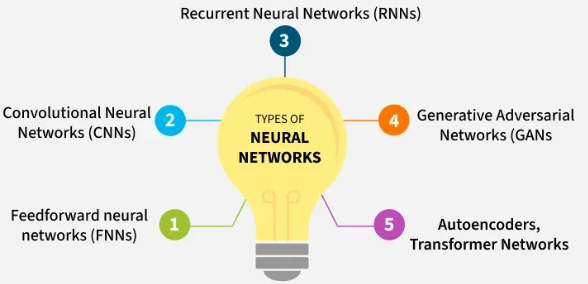 Recurrent Neural Networks (RNNs)
3
Convolutional Neural
Networks (CNNs)
2
TYPES OF
NEURAL
NETWORKS
4
Generative Adversarial
Networks (GANs
Feedforward neural
networks (FNNs)
1
5
Autoencoders,
Transformer Networks